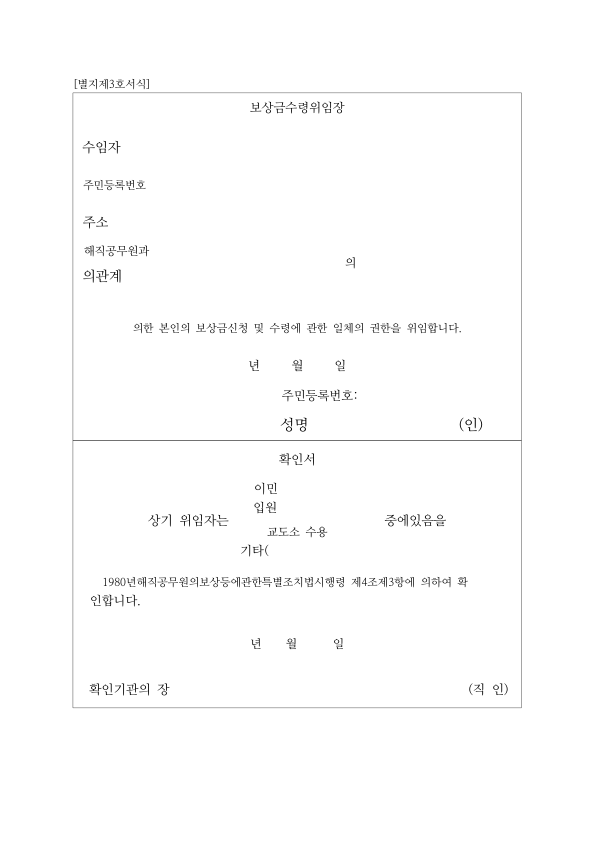 [별지제3호서식]
보상금수령위임장
수임자
주민등록번호
주소
해직공무원과
의
의관계
의한 본인의 보상금신청 및 수령에 관한 일체의 권한을 위임합니다.
년 월 일
주민등록번호:
성명 (인)
확인서
이민
입원
상기 위임자는 중에있음을
교도소 수용
기타(
1980년해직공무원의보상등에관한특별조치법시행령 제4조제3항에 의하여 확
인합니다.
년 월 일
확인기관의 장 (직 인)